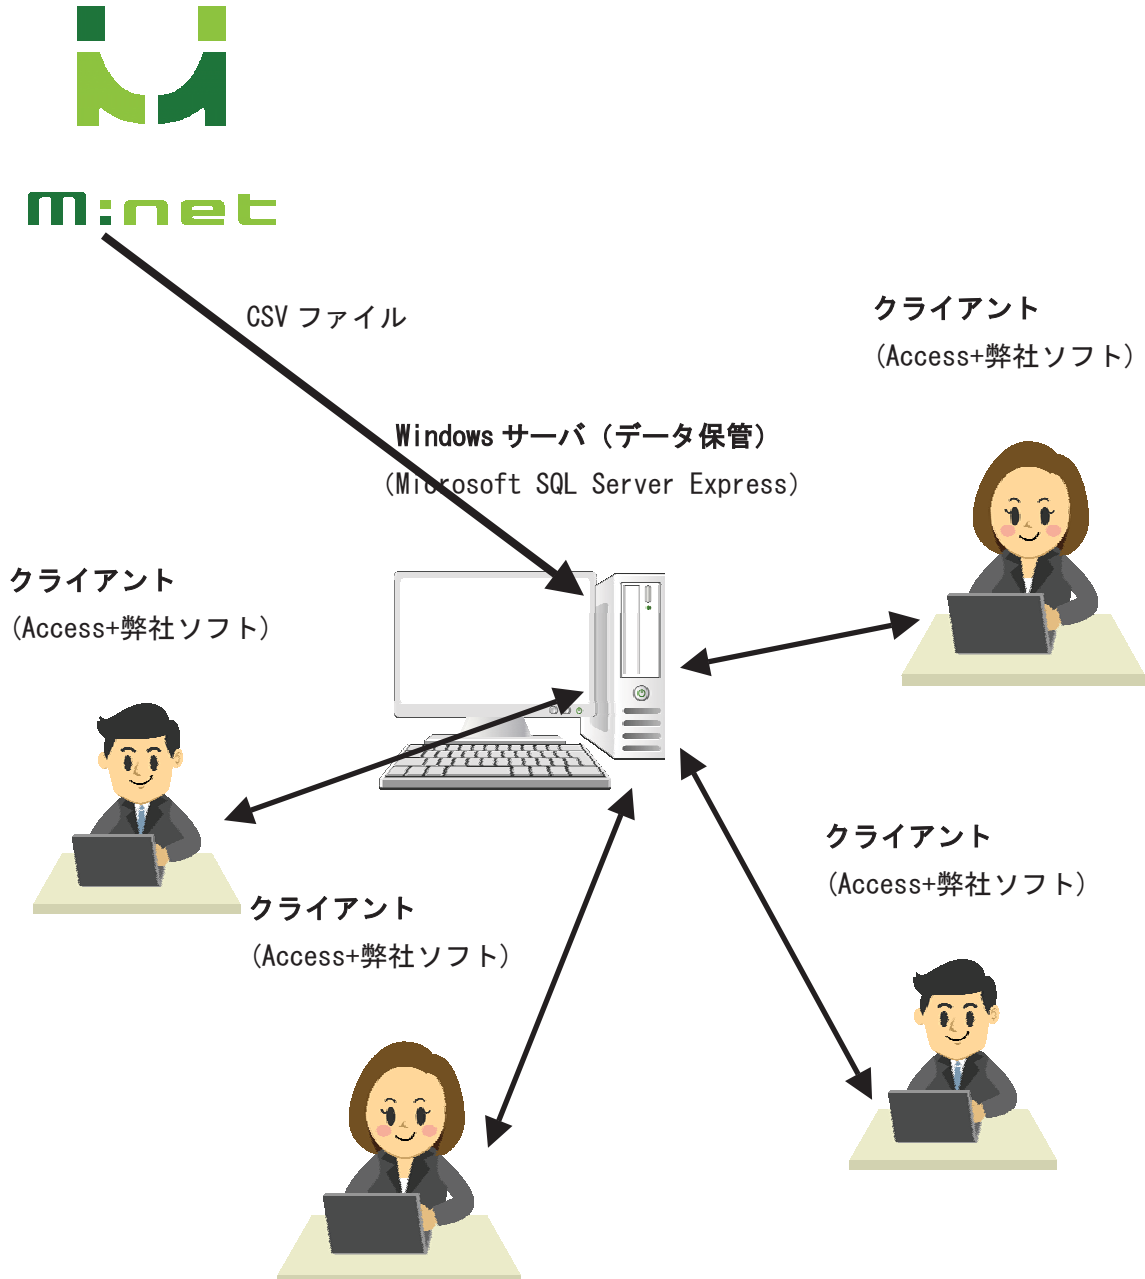 m:net
CSV ファイル
クライアント
(Access+弊社ソフト)
Windows サーバ（データ保管）
(Microsoft SQL Server Express)
クライアント
(Access+弊社ソフト)
クライアント
(Access+弊社ソフト)
クライアント
(Access+弊社ソフト)